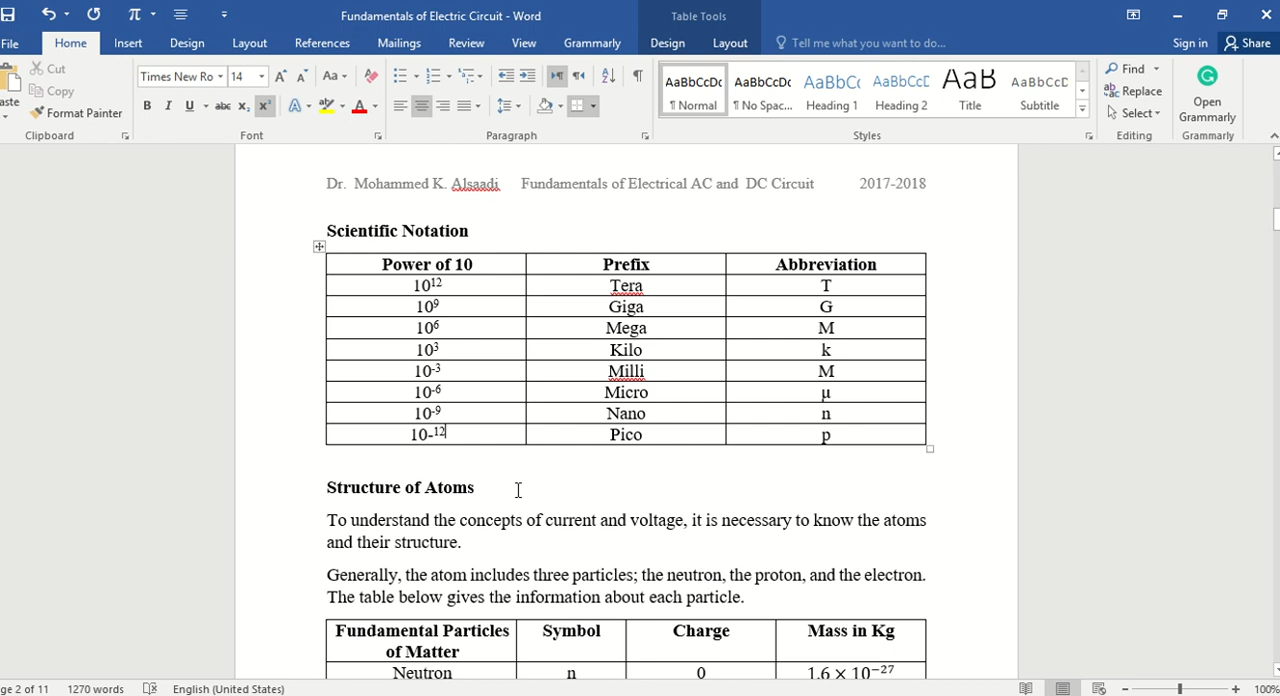 Fundamentals of Electric Circuit - Word
Table Tools
File Home Insert Design Layout References Mailings Review View Grammarly Design Layout Tell me what you want to do... Sign in Share
Cut
Copy
Format Painter
Clipboard
Times New Ro 14
Font
Paragraph
AaBbCcDc AaBbCcDc AaBbCc AaBbCcD AaB AaBbCcD
¶ Normal ¶ No Spac... Heading 1 Heading 2 Title Subtitle
Styles
Find
Replace
Select
Editing
Open
Grammarly
Grammarly
Dr. Mohammed K. Alsaadi Fundamentals of Electrical AC and DC Circuit 2017-2018
Scientific Notation
Power of 10 Prefix Abbreviation
10¹² Tera T
10⁹ Giga G
10⁶ Mega M
10³ Kilo k
10⁻³ Milli M
10⁻⁶ Micro µ
10⁻⁹ Nano n
10-¹² Pico p
Structure of Atoms
To understand the concepts of current and voltage, it is necessary to know the atoms
and their structure.
Generally, the atom includes three particles; the neutron, the proton, and the electron.
The table below gives the information about each particle.
Fundamental Particles Symbol Charge Mass in Kg
of Matter
Neutron n 0 1.6 × 10⁻²⁷
ge 2 of 11 1270 words English (United States) 100%